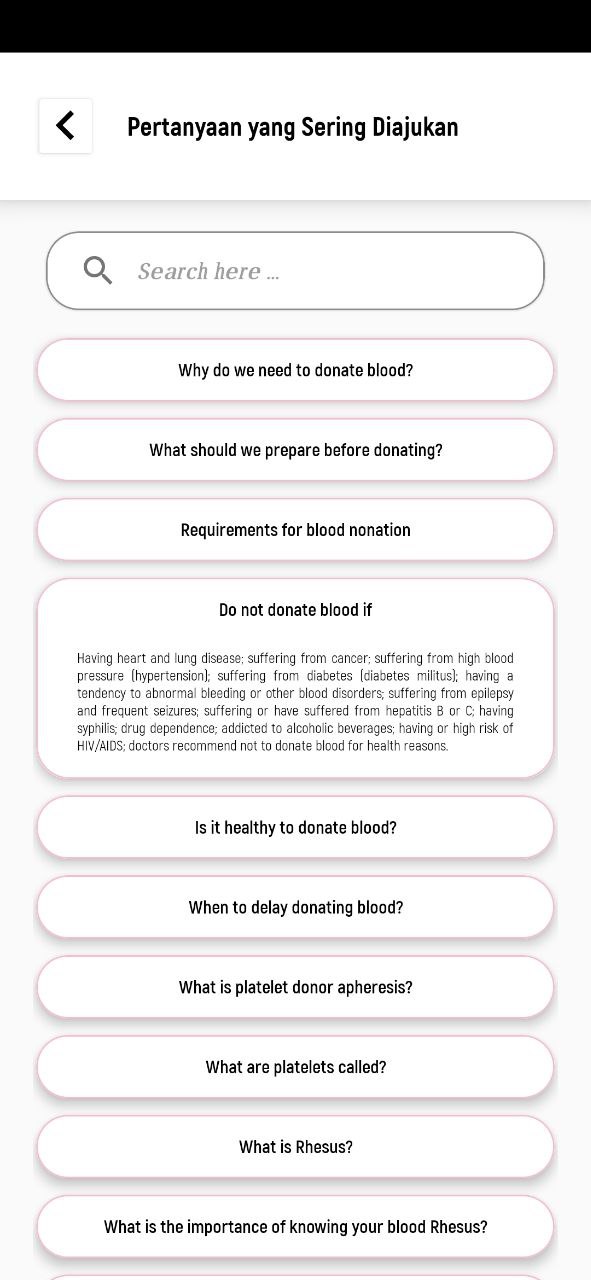 Pertanyaan yang Sering Diajukan
Search here ...
Why do we need to donate blood?
What should we prepare before donating?
Requirements for blood nonation
Do not donate blood if
Having heart and lung disease; suffering from cancer; suffering from high blood
pressure (hypertension); suffering from diabetes (diabetes militus); having a
tendency to abnormal bleeding or other blood disorders; suffering from epilepsy
and frequent seizures; suffering or have suffered from hepatitis B or C; having
syphilis; drug dependence; addicted to alcoholic beverages; having or high risk of
HIV/AIDS; doctors recommend not to donate blood for health reasons.
Is it healthy to donate blood?
When to delay donating blood?
What is platelet donor apheresis?
What are platelets called?
What is Rhesus?
What is the importance of knowing your blood Rhesus?